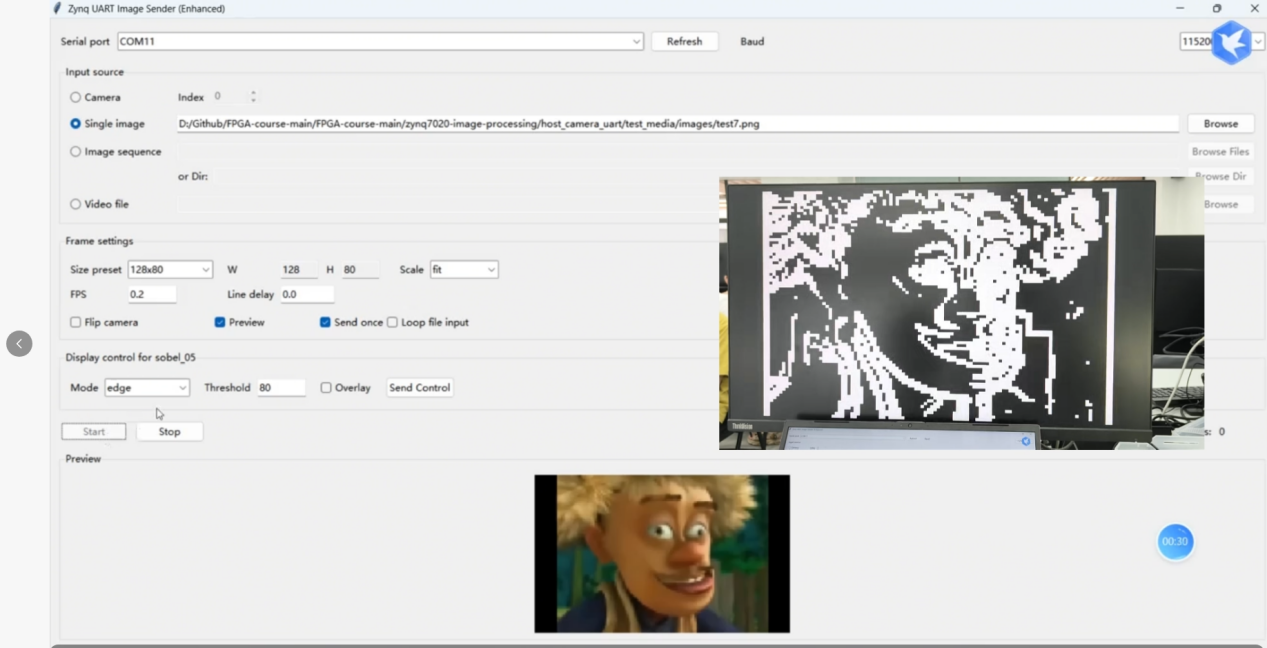 Zynq UART Image Sender (Enhanced)
Serial port COM11 Refresh Baud
Input source
Camera Index 0
Single image D:/Github/FPGA-course-main/FPGA-course-main/zynq7020-image-processing/host_camera_uart/test_media/images/test7.png Browse
Image sequence Browse Files
or Dir: Browse Dir
Video file Browse
Frame settings
Size preset 128x80 W 128 H 80 Scale fit
FPS 0.2 Line delay 0.0
Flip camera Preview Send once Loop file input
Display control for sobel_05
Mode edge Threshold 80 Overlay Send Control
ThinkVision
Start Stop s: 0
Preview
00:30